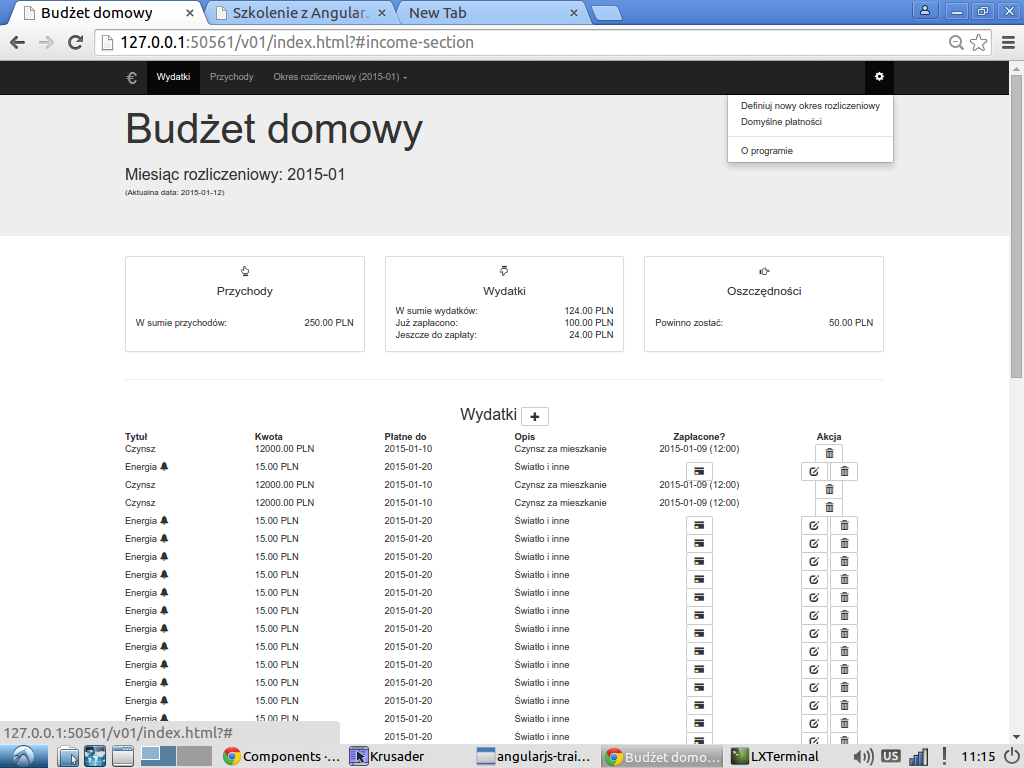 Budżet domowy
Szkolenie z Angular.
New Tab
127.0.0.1:50561/v01/index.html?#income-section
€ Wydatki Przychody Okres rozliczeniowy (2015-01)
Definiuj nowy okres rozliczeniowy
Domyślne płatności
O programie
Budżet domowy
Miesiąc rozliczeniowy: 2015-01
(Aktualna data: 2015-01-12)
Przychody
W sumie przychodów: 250.00 PLN
Wydatki
W sumie wydatków: 124.00 PLN
Już zapłacono: 100.00 PLN
Jeszcze do zapłaty: 24.00 PLN
Oszczędności
Powinno zostać: 50.00 PLN
Wydatki
Tytuł Kwota Płatne do Opis Zapłacone? Akcja
Czynsz 12000.00 PLN 2015-01-10 Czynsz za mieszkanie 2015-01-09 (12:00)
Energia 15.00 PLN 2015-01-20 Światło i inne
Czynsz 12000.00 PLN 2015-01-10 Czynsz za mieszkanie 2015-01-09 (12:00)
Czynsz 12000.00 PLN 2015-01-10 Czynsz za mieszkanie 2015-01-09 (12:00)
Energia 15.00 PLN 2015-01-20 Światło i inne
Energia 15.00 PLN 2015-01-20 Światło i inne
Energia 15.00 PLN 2015-01-20 Światło i inne
Energia 15.00 PLN 2015-01-20 Światło i inne
Energia 15.00 PLN 2015-01-20 Światło i inne
Energia 15.00 PLN 2015-01-20 Światło i inne
Energia 15.00 PLN 2015-01-20 Światło i inne
Energia 15.00 PLN 2015-01-20 Światło i inne
Energia 15.00 PLN 2015-01-20 Światło i inne
Energia 15.00 PLN 2015-01-20 Światło i inne
Energia 15.00 PLN 2015-01-20 Światło i inne
Energia 15.00 PLN 2015-01-20 Światło i inne
2015-01-20 Światło i inne
127.0.0.1:50561/v01/index.html?#
Components -... Krusader angularjs-trai... Budżet domo... LXTerminal US 11:15